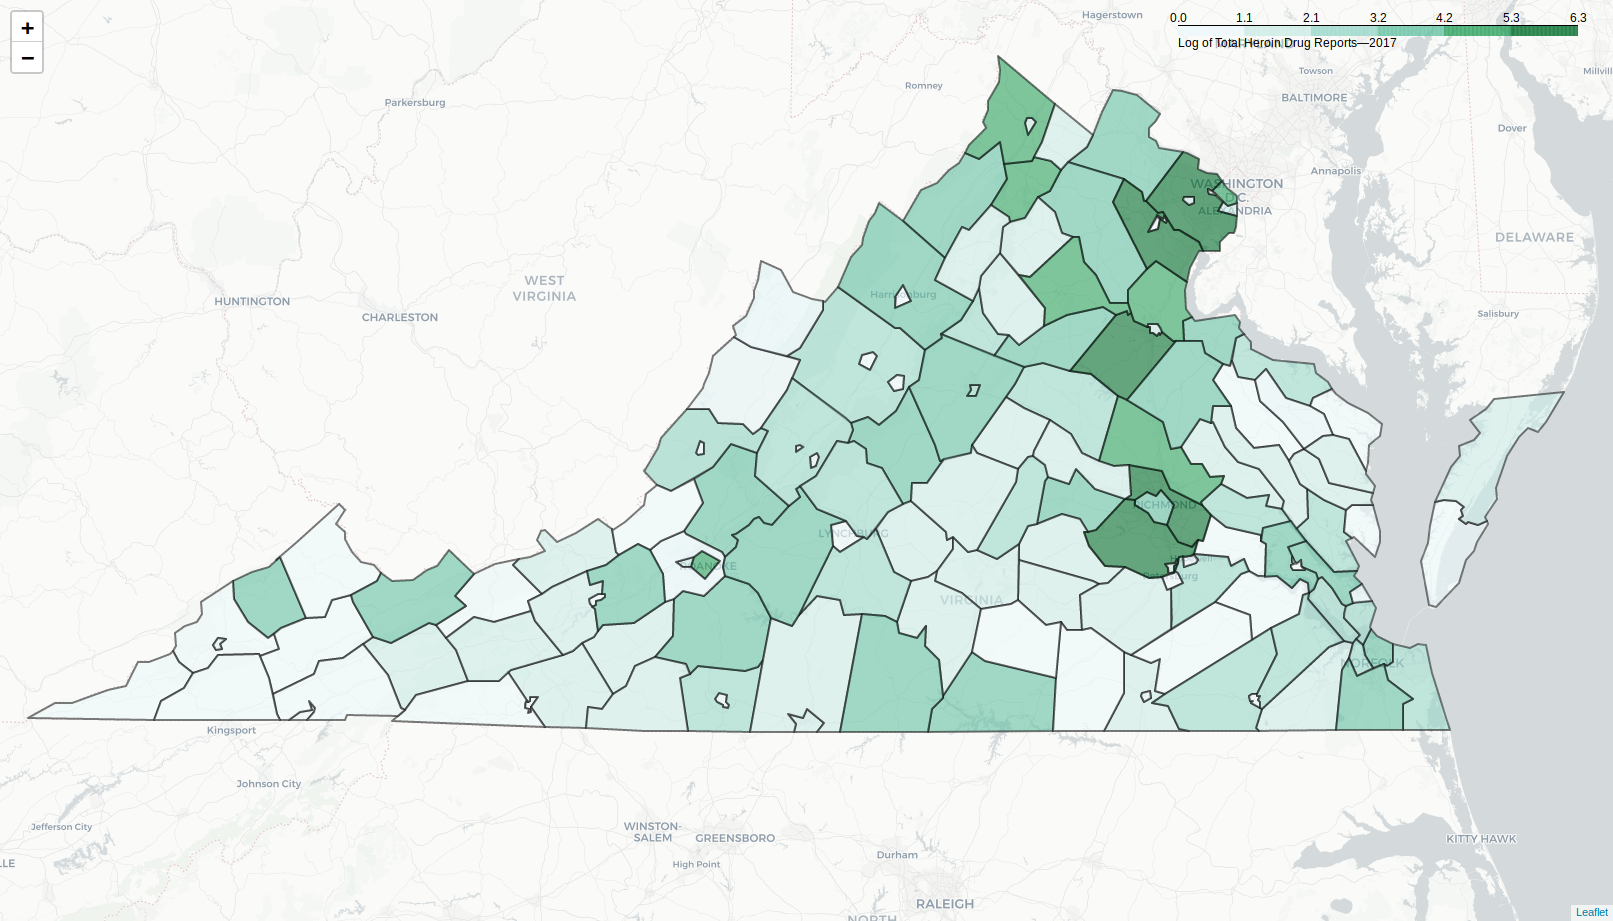 +
−
0.0 1.1 2.1 3.2 4.2 5.3 6.3
Log of Total Heroin Drug Reports—2017
Hagerstown
Towson
Millvill
Romney
BALTIMORE
Parkersburg
Dover
Annapolis
WASHINGTON
D.C.
ALEXANDRIA
DELAWARE
WEST
VIRGINIA
HUNTINGTON
CHARLESTON
Harrisonburg
Salisbury
RICHMOND
LYNCHBURG
ROANOKE
Petersburg
VIRGINIA
NORFOLK
Kingsport
Johnson City
Jefferson City
WINSTON-
SALEM
GREENSBORO
KITTY HAWK
Durham
LLE
High Point
RALEIGH
NORTH
Leaflet